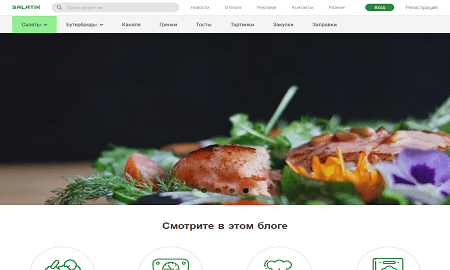 SALATIK Поиск рецептов Новости О блоге Реклама Контакты Разное Вход Регистрация
Салаты Бутерброды Канапе Гренки Тосты Тартинки Закуски Заправки
Смотрите в этом блоге